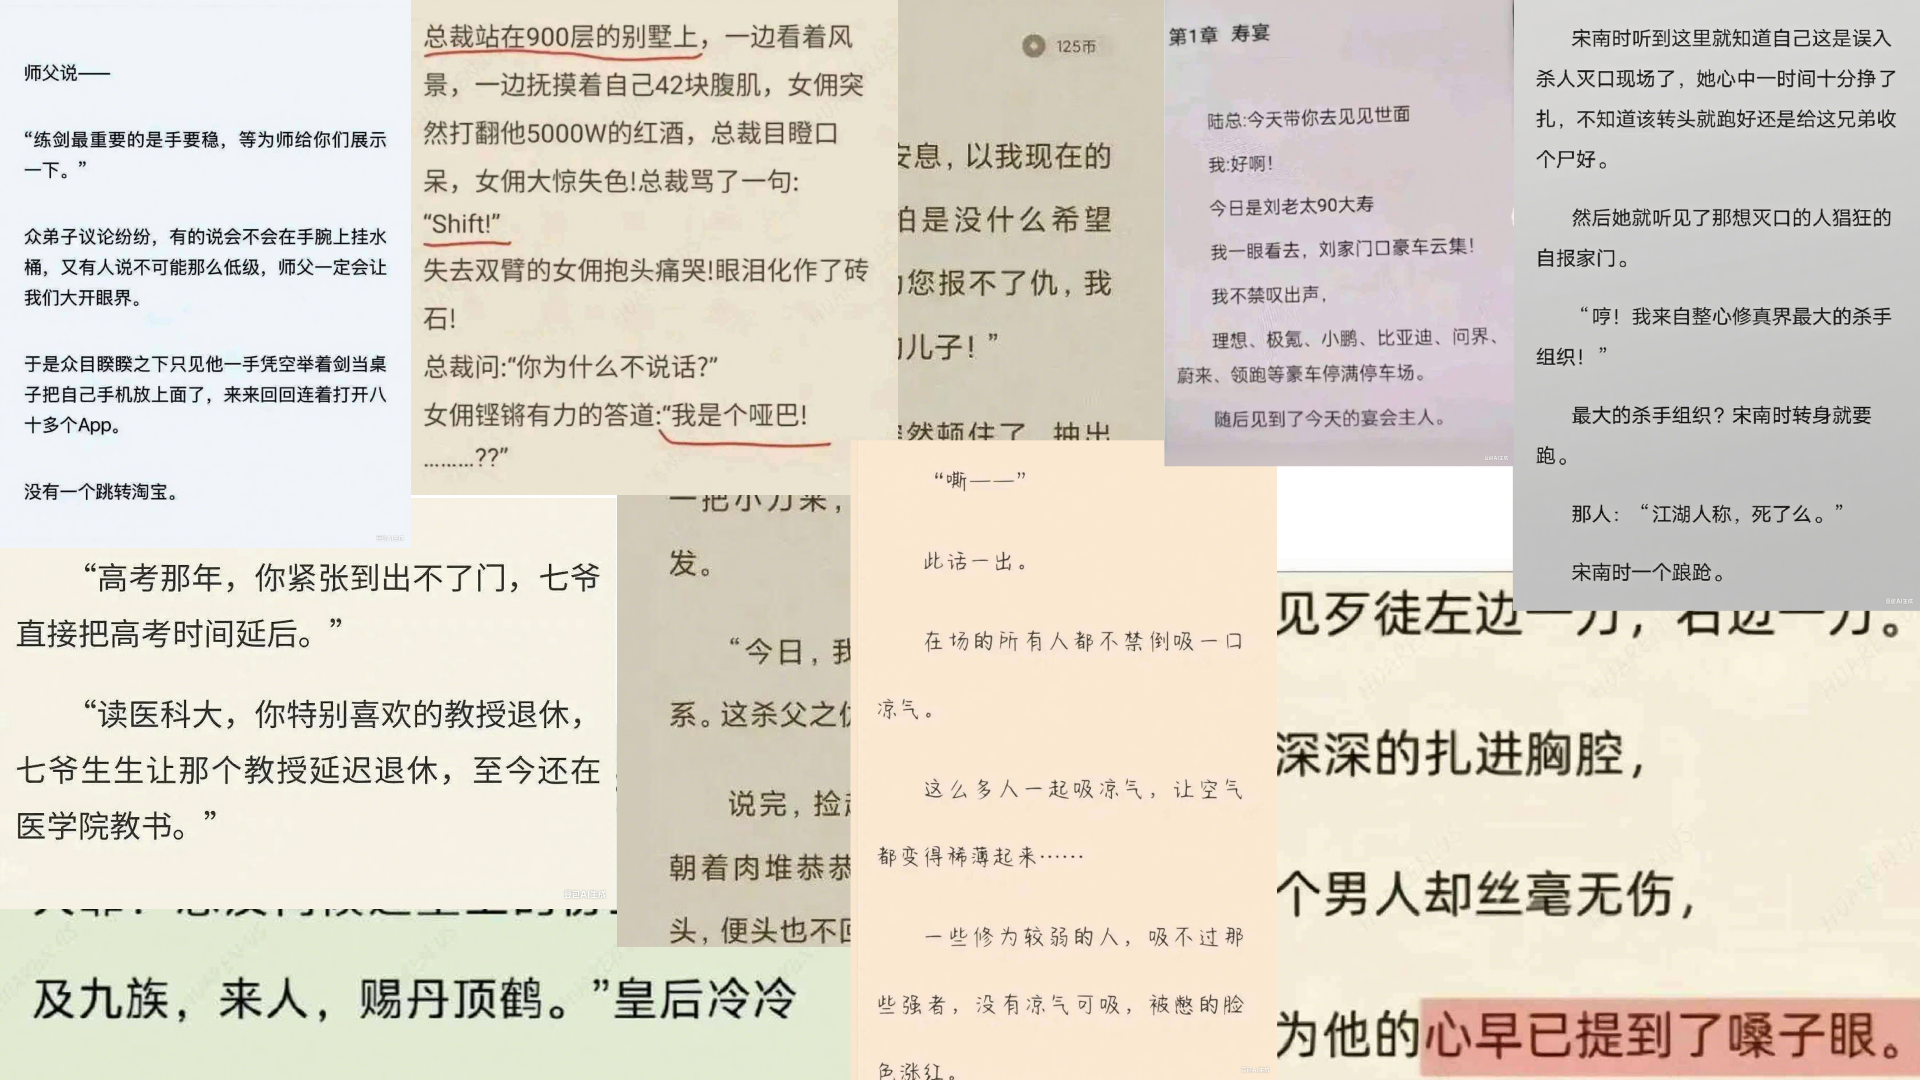 师父说——
“练剑最重要的是手要稳，等为师给你们展示
一下。”
众弟子议论纷纷，有的说会不会在手腕上挂水
桶，又有人说不可能那么低级，师父一定会让
我们大开眼界。
于是众目睽睽之下只见他一手凭空举着剑当桌
子把自己手机放上面了，来来回回连着打开八
十多个App。
没有一个跳转淘宝。
总裁站在900层的别墅上，一边看着风
景，一边抚摸着自己42块腹肌，女佣突
然打翻他5000W的红酒，总裁目瞪口
呆，女佣大惊失色!总裁骂了一句:
“Shift!”
失去双臂的女佣抱头痛哭!眼泪化作了砖
石!
总裁问:“你为什么不说话?”
女佣铿锵有力的答道:“我是个哑巴!
………??”
125币
安息，以我现在的
怕是没什么希望
您报不了仇，我
儿子！”
然顿住了，抽出
第1章 寿宴
陆总:今天带你去见见世面
我:好啊！
今日是刘老太90大寿
我一眼看去，刘家门口豪车云集！
我不禁叹出声，
理想、极氪、小鹏、比亚迪、问界、
蔚来、领跑等豪车停满停车场。
随后见到了今天的宴会主人。
宋南时听到这里就知道自己这是误入
杀人灭口现场了，她心中一时间十分挣了
扎，不知道该转头就跑好还是给这兄弟收
个尸好。
然后她就听见了那想灭口的人猖狂的
自报家门。
“哼！我来自整心修真界最大的杀手
组织！”
最大的杀手组织？宋南时转身就要
跑。
那人：“江湖人称，死了么。”
宋南时一个踉跄。
“高考那年，你紧张到出不了门，七爷
直接把高考时间延后。”
“读医科大，你特别喜欢的教授退休，
七爷生生让那个教授延迟退休，至今还在
医学院教书。”
及九族，来人，赐丹顶鹤。”皇后冷冷
一把小刀来，
发。
“今日，我
系。这杀父之仇
说完，捡起
朝着肉堆恭恭
头，便头也不回
“嘶——”
此话一出。
在场的所有人都不禁倒吸一口
凉气。
这么多人一起吸凉气，让空气
都变得稀薄起来……
一些修为较弱的人，吸不过那
些强者，没有凉气可吸，被憋的脸
色涨红。
见歹徒左边一刀，右边一刀。
深深的扎进胸腔，
个男人却丝毫无伤，
为他的心早已提到了嗓子眼。